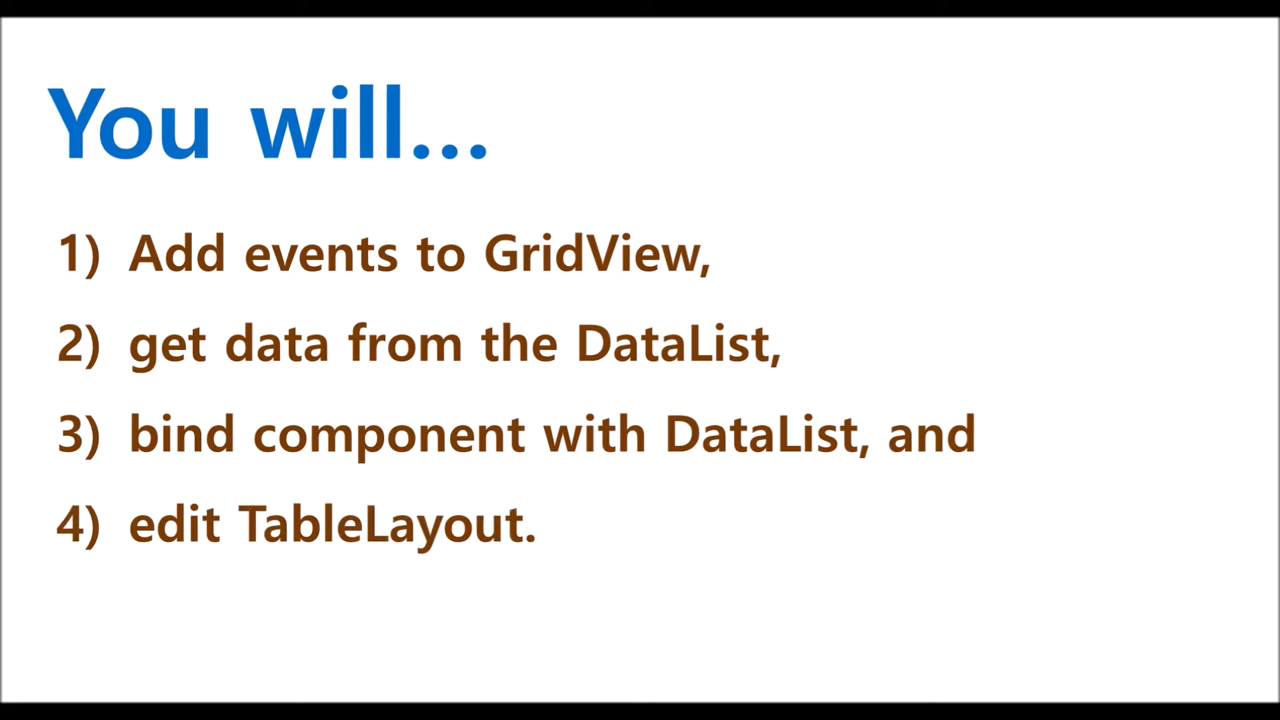 You will...
1) Add events to GridView,
2) get data from the DataList,
3) bind component with DataList, and
4) edit TableLayout.